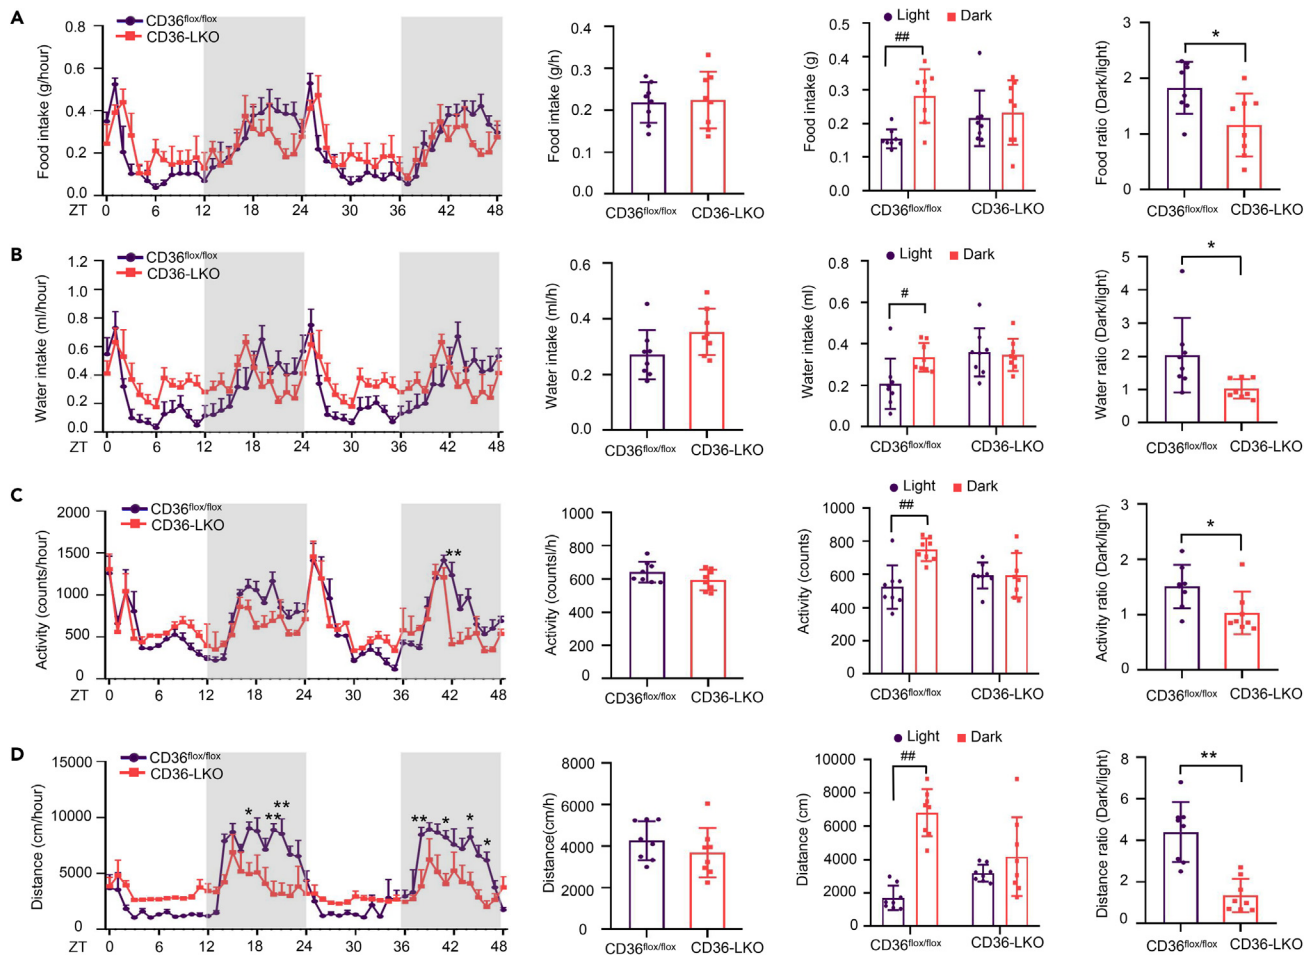 A
CD36flox/flox
CD36-LKO
Food intake (g/hour)
0.8
0.6
0.4
0.2
0.0
ZT
0 6 12 18 24 30 36 42 48
Food intake (g/h)
0.4
0.3
0.2
0.1
0.0
CD36flox/flox CD36-LKO
Light Dark
Food intake (g)
0.5
0.4
0.3
0.2
0.1
0.0
##
CD36flox/flox CD36-LKO
Food ratio (Dark/light)
3
2
1
0
*
CD36flox/flox CD36-LKO
B
CD36flox/flox
CD36-LKO
Water intake (ml/hour)
1.2
1.0
0.8
0.6
0.4
0.2
0.0
ZT
0 6 12 18 24 30 36 42 48
Water intake (ml/h)
0.6
0.4
0.2
0.0
CD36flox/flox CD36-LKO
Light Dark
Water intake (ml)
0.8
0.6
0.4
0.2
0.0
#
CD36flox/flox CD36-LKO
Water ratio (Dark/light)
5
4
3
2
1
0
*
CD36flox/flox CD36-LKO
C
CD36flox/flox
CD36-LKO
Activity (counts/hour)
2000
1500
1000
500
0
**
ZT
0 6 12 18 24 30 36 42 48
Activity (countsl/h)
1000
800
600
400
200
0
CD36flox/flox CD36-LKO
Light Dark
Activity (counts)
1000
800
600
400
200
0
##
CD36flox/flox CD36-LKO
Activity ratio (Dark/light)
3
2
1
0
*
CD36flox/flox CD36-LKO
D
CD36flox/flox
CD36-LKO
Distance (cm/hour)
15000
10000
5000
0
* ** ** ** * * *
ZT
0 6 12 18 24 30 36 42 48
Distance(cm/h)
8000
6000
4000
2000
0
CD36flox/flox CD36-LKO
Light Dark
Diatance (cm)
10000
8000
6000
4000
2000
0
##
CD36flox/flox CD36-LKO
Distance ratio (Dark/light)
8
6
4
2
0
**
CD36flox/flox CD36-LKO